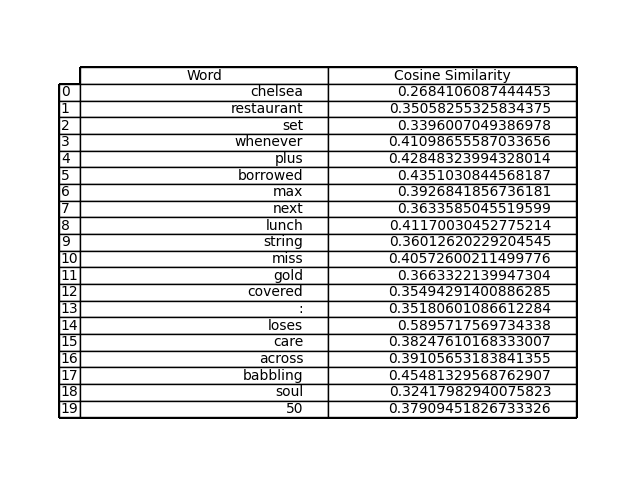 Word Cosine Similarity
0 chelsea 0.2684106087444453
1 restaurant 0.35058255325834375
2 set 0.3396007049386978
3 whenever 0.41098655587033656
4 plus 0.42848323994328014
5 borrowed 0.4351030844568187
6 max 0.3926841856736181
7 next 0.3633585045519599
8 lunch 0.41170030452775214
9 string 0.36012620229204545
10 miss 0.40572600211499776
11 gold 0.3663322139947304
12 covered 0.35494291400886285
13 : 0.35180601086612284
14 loses 0.5895717569734338
15 care 0.38247610168333007
16 across 0.39105653183841355
17 babbling 0.45481329568762907
18 soul 0.32417982940075823
19 50 0.37909451826733326